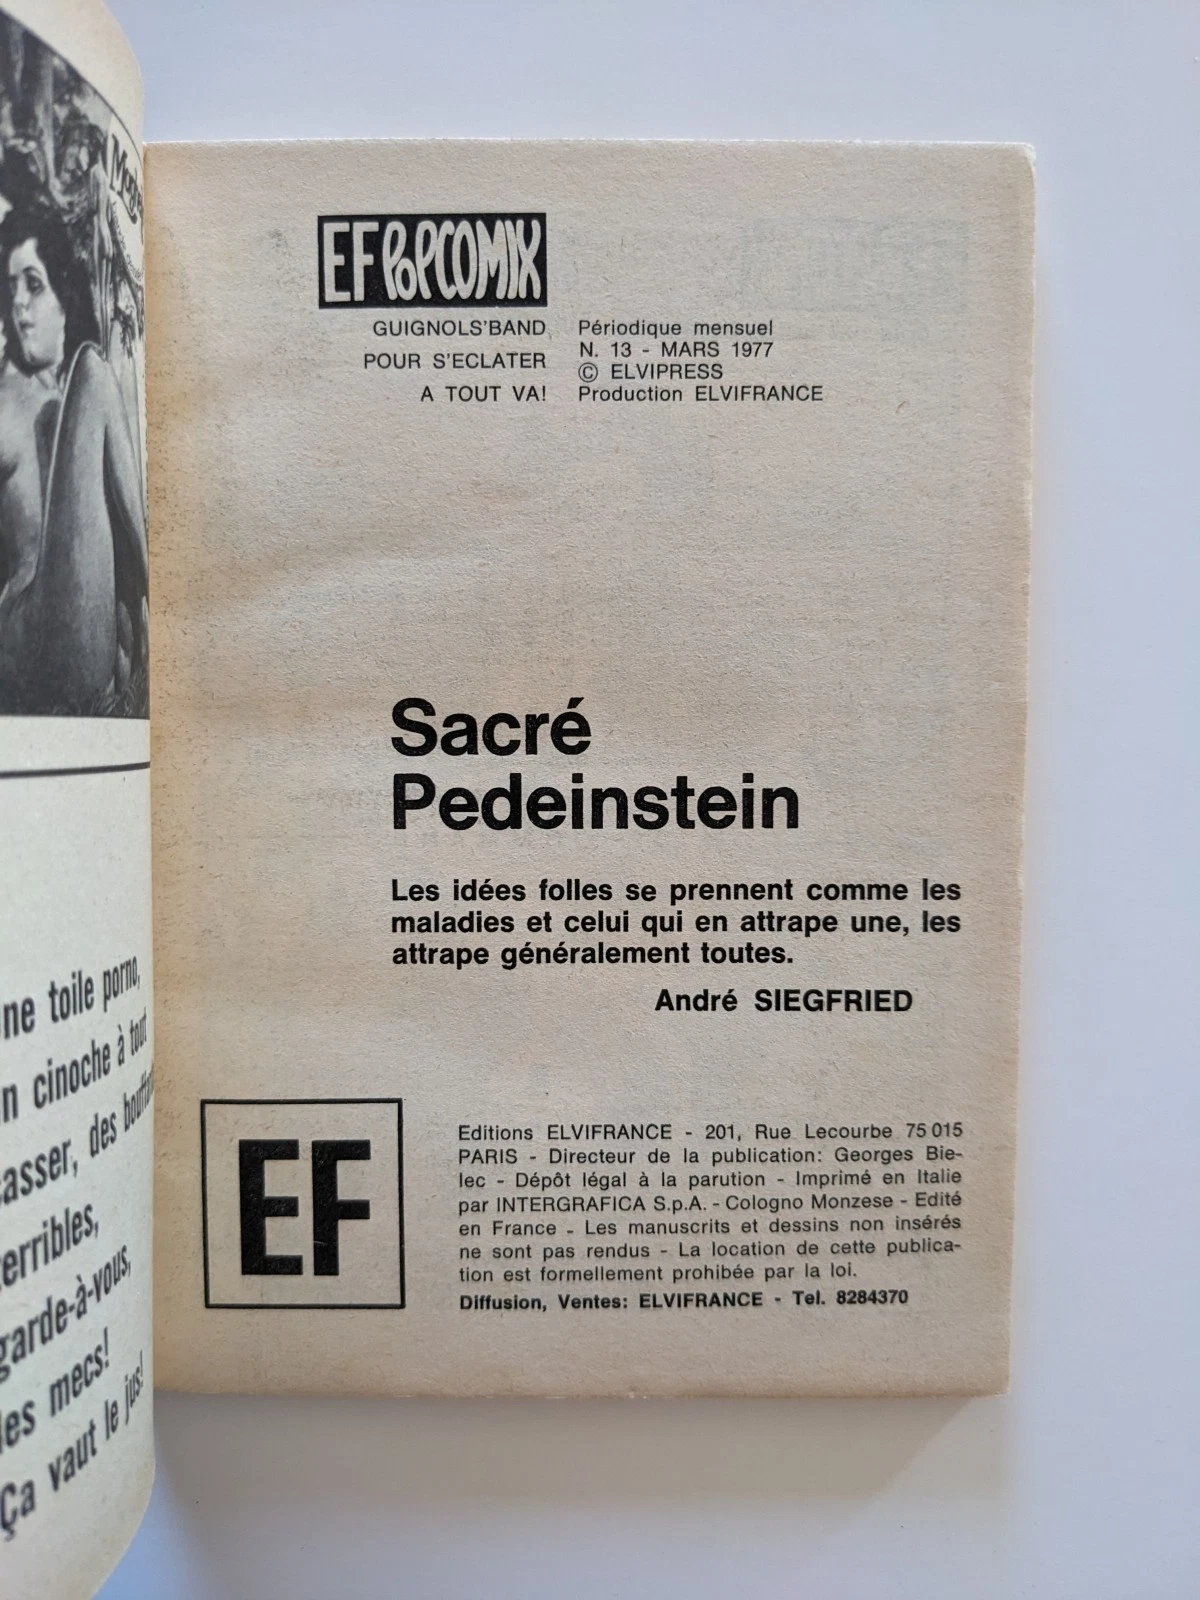 ne toile porno,
n cinoche à tout
casser, des
terribles,
garde-à-vous,
les mecs!
Ça vaut le jus!
EF POPCOMIX
GUIGNOLS'BAND
POUR S'ECLATER
A TOUT VA!
Périodique mensuel
N. 13 - MARS 1977
© ELVIPRESS
Production ELVIFRANCE
Sacré
Pedeinstein
Les idées folles se prennent comme les
maladies et celui qui en attrape une, les
attrape généralement toutes.
André SIEGFRIED
EF
Editions ELVIFRANCE - 201, Rue Lecourbe 75 015
PARIS - Directeur de la publication: Georges Bie-
lec - Dépôt légal à la parution - Imprimé en Italie
par INTERGRAFICA S.p.A. - Cologno Monzese - Edité
en France - Les manuscrits et dessins non insérés
ne sont pas rendus - La location de cette publica-
tion est formellement prohibée par la loi.
Diffusion, Ventes: ELVIFRANCE - Tel. 8284370